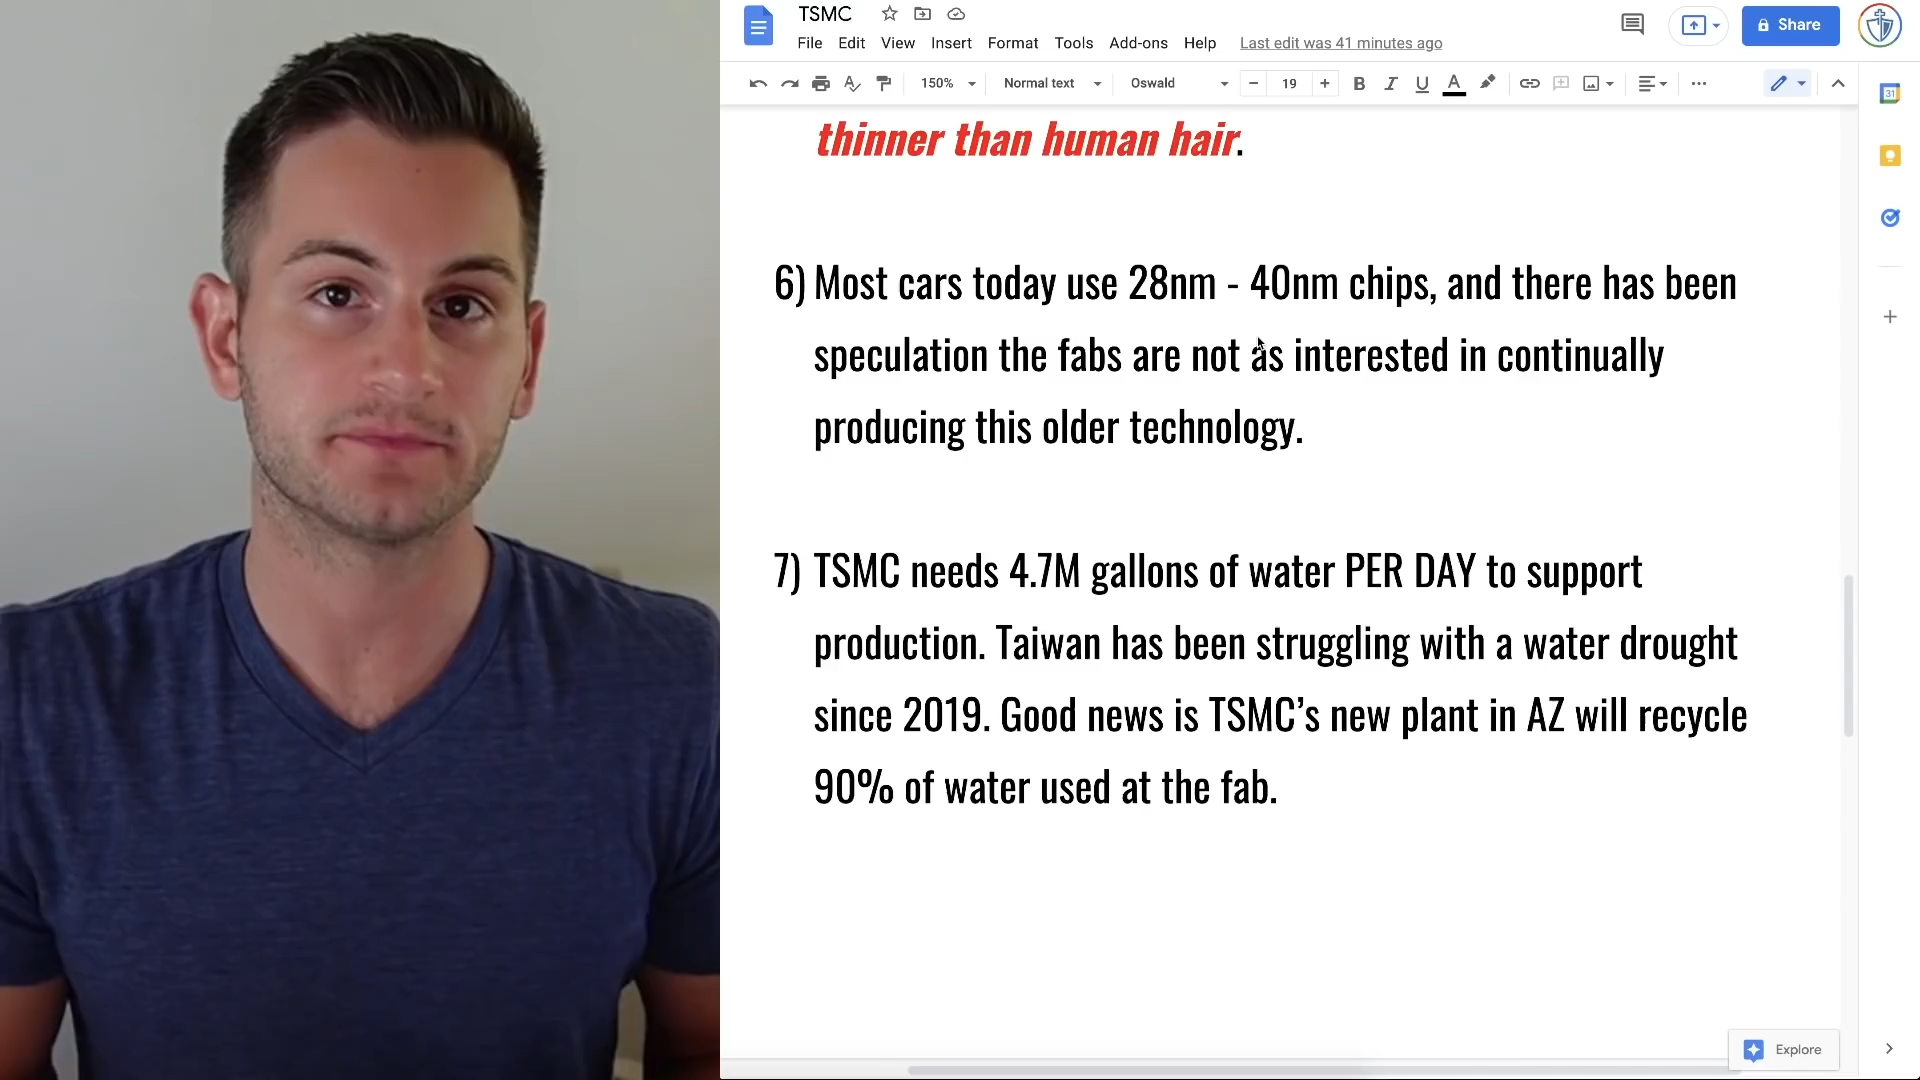 TSMC
File Edit View Insert Format Tools Add-ons Help Last edit was 41 minutes ago
Share
150% Normal text Oswald 19 B I U A
31
thinner than human hair.
6) Most cars today use 28nm - 40nm chips, and there has been
speculation the fabs are not as interested in continually
producing this older technology.
7) TSMC needs 4.7M gallons of water PER DAY to support
production. Taiwan has been struggling with a water drought
since 2019. Good news is TSMC’s new plant in AZ will recycle
90% of water used at the fab.
Explore